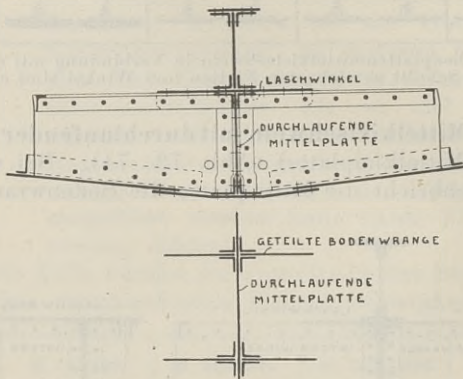 LASCHWINKEL
DURCHLAUFENDE
MITTELPLATTE
GETEILTE BODENWRANGE
DURCHLAUFENDE
MITTELPLATTE